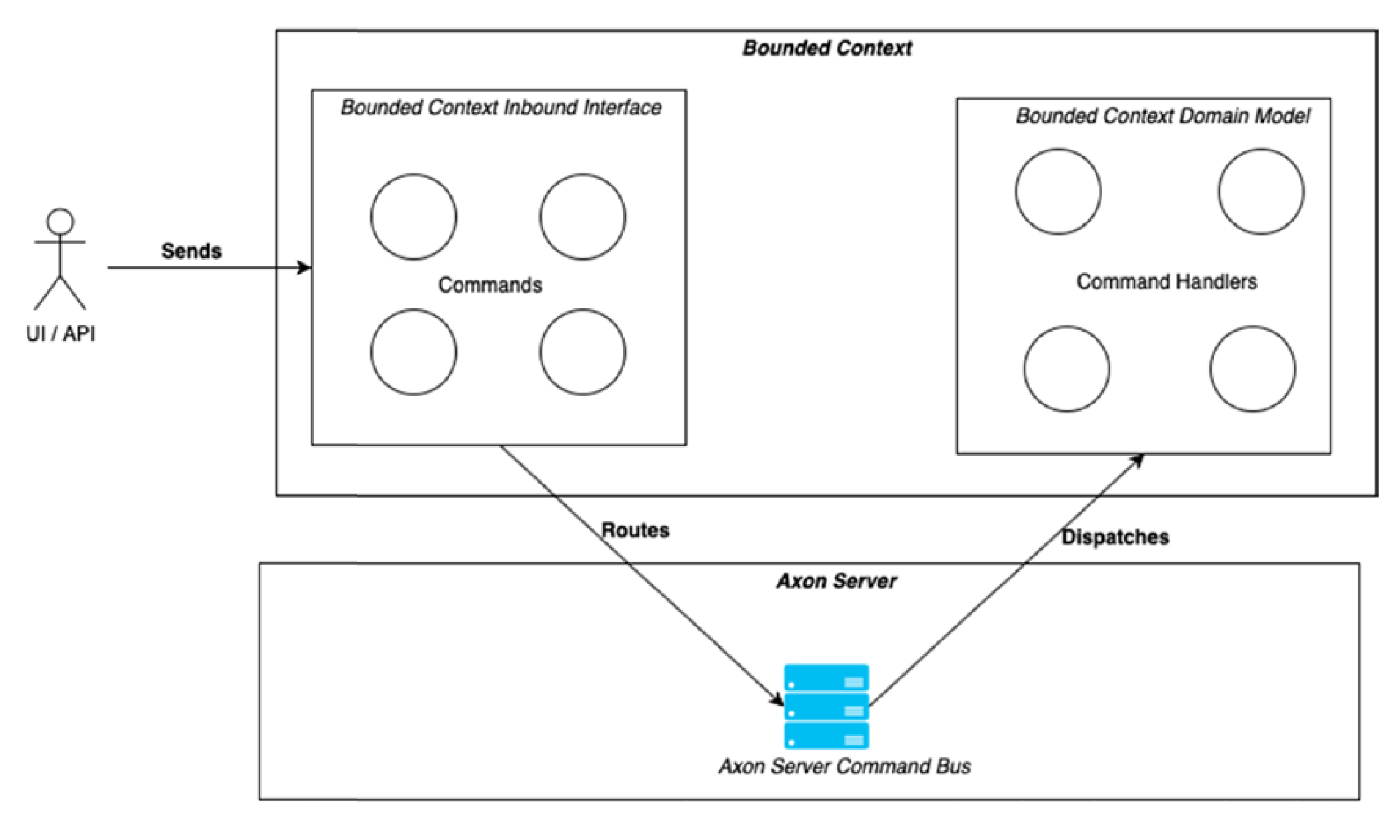 Bounded Context
Bounded Context Inbound Interface
Bounded Context Domain Model
Sends
Commands
Command Handlers
UI / API
Routes
Dispatches
Axon Server
Axon Server Command Bus